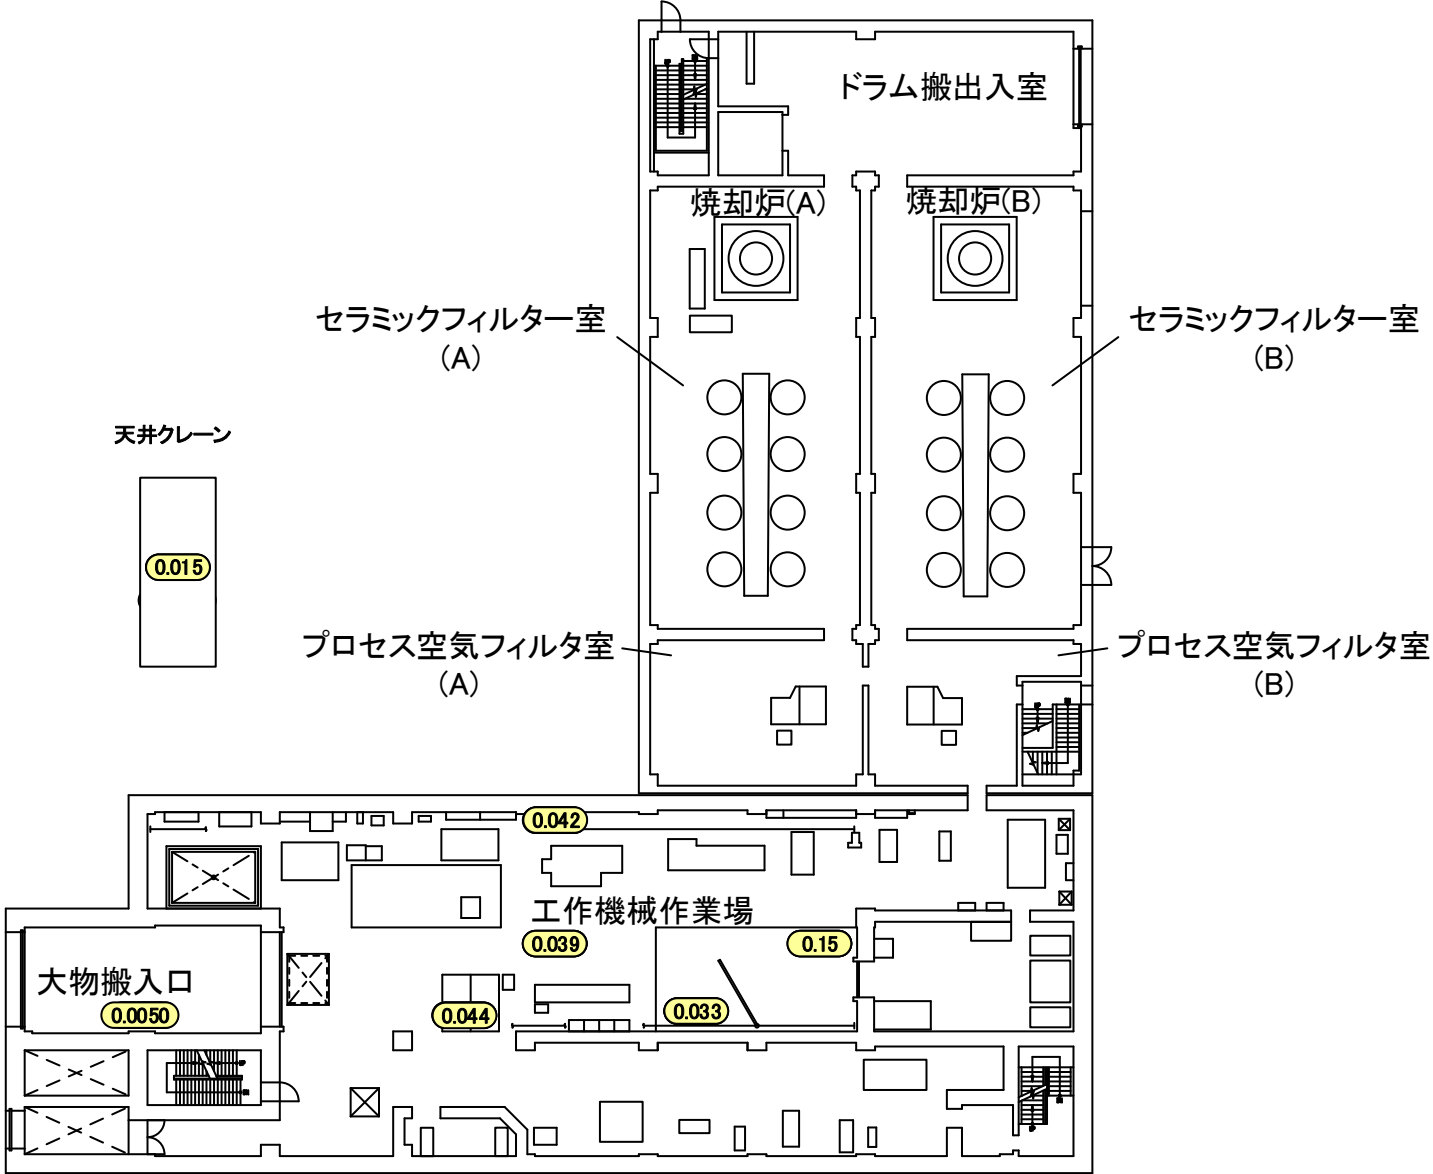 ドラム搬出入室
焼却炉(A)
焼却炉(B)
セラミックフィルター室
(A)
セラミックフィルター室
(B)
天井クレーン
0.015
プロセス空気フィルタ室
(A)
プロセス空気フィルタ室
(B)
0.042
工作機械作業場
0.039
0.15
大物搬入口
0.0050
0.044
0.033